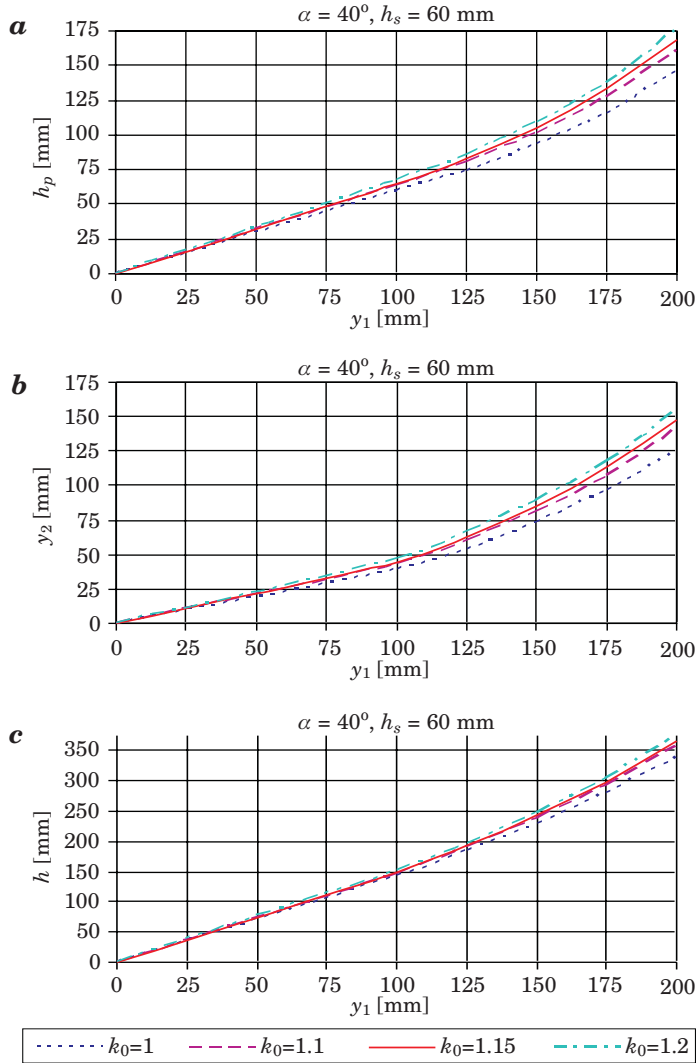 a
α = 40°, hₛ = 60 mm
175
150
125
100
75
50
25
0
hₚ [mm]
0 25 50 75 100 125 150 175 200
y₁ [mm]
b
α = 40°, hₛ = 60 mm
175
150
125
100
75
50
25
0
y₂ [mm]
0 25 50 75 100 125 150 175 200
y₁ [mm]
c
α = 40°, hₛ = 60 mm
350
300
250
200
150
100
50
0
h [mm]
0 25 50 75 100 125 150 175 200
y₁ [mm]
k₀=1 k₀=1.1 k₀=1.15 k₀=1.2